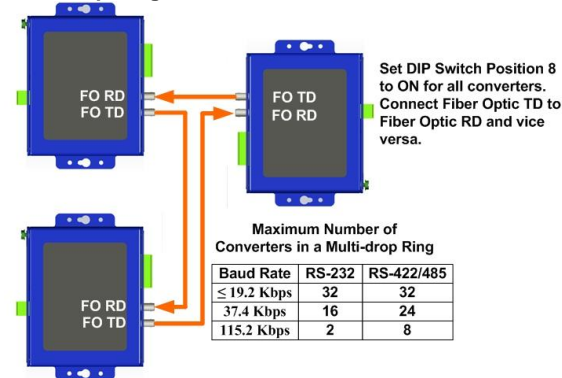 FO RD
FO TD
FO TD
FO RD
Set DIP Switch Position 8
to ON for all converters.
Connect Fiber Optic TD to
Fiber Optic RD and vice
versa.
Maximum Number of
Converters in a Multi-drop Ring
Baud Rate RS-232 RS-422/485
≤ 19.2 Kbps 32 32
37.4 Kbps 16 24
115.2 Kbps 2 8
FO RD
FO TD